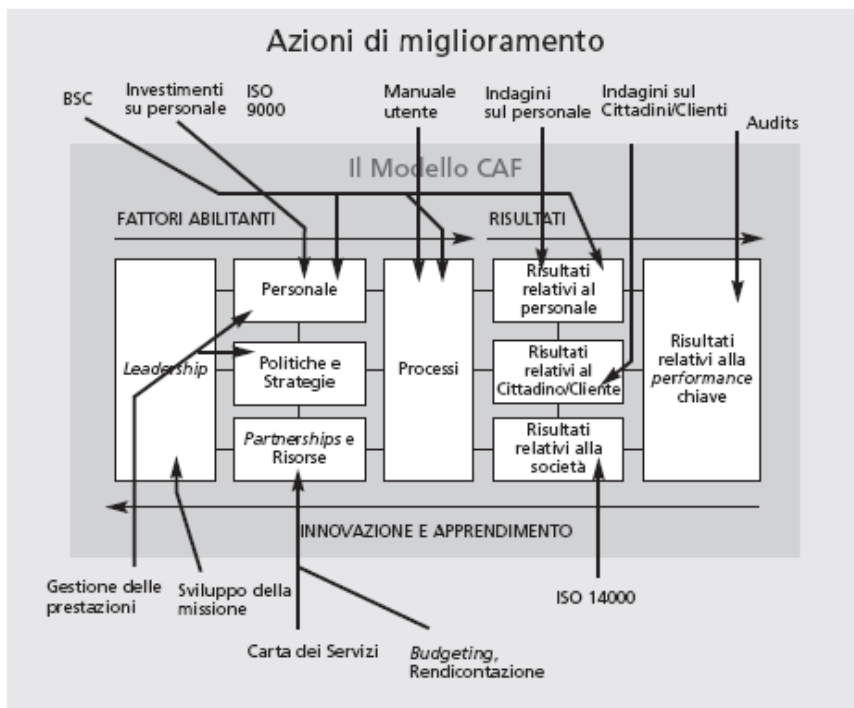 Azioni di miglioramento
BSC
Investimenti
su personale
ISO
9000
Manuale
utente
Indagini
sul personale
Indagini sul
Cittadini/Clienti
Audits
Il Modello CAF
FATTORI ABILITANTI
RISULTATI
Leadership
Personale
Politiche e
Strategie
Partnerships e
Risorse
Processi
Risultati
relativi al
personale
Risultati
relativi al
Cittadino/Cliente
Risultati
relativi alla
società
Risultati
relativi alla
performance
chiave
INNOVAZIONE E APPRENDIMENTO
Gestione delle
prestazioni
Sviluppo della
missione
Carta dei Servizi
Budgeting,
Rendicontazione
ISO 14000